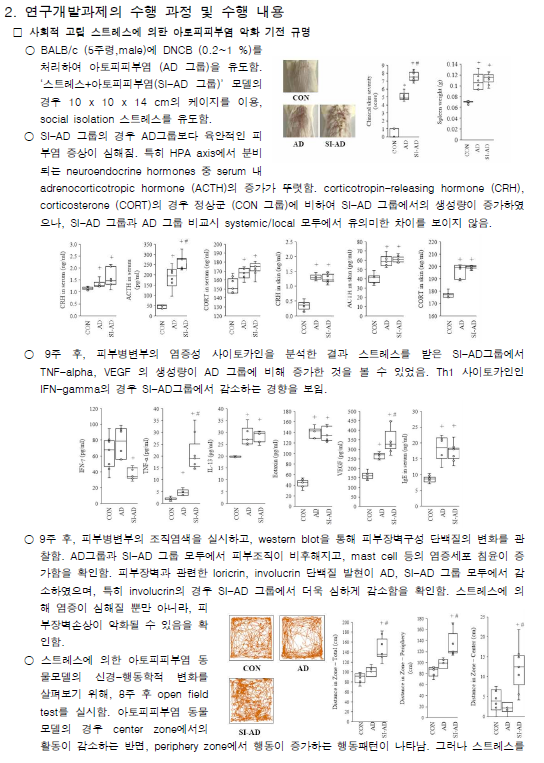 2. 연구개발과제의 수행 과정 및 수행 내용
□ 사회적 고립 스트레스에 의한 아토피피부염 악화 기전 규명
○ BALB/c (5주령,male)에 DNCB (0.2~1 %)를
처리하여 아토피피부염 (AD 그룹)을 유도함.
'스트레스+아토피피부염(SI-AD 그룹)' 모델의
경우 10 x 10 x 14 cm의 케이지를 이용,
social isolation 스트레스를 유도함.
CON
AD SI-AD
Clinical skin severity (score)
CON AD SI-AD
Spleen weight (g)
CON AD SI-AD
○ SI-AD 그룹의 경우 AD그룹보다 육안적인 피
부염 증상이 심해짐. 특히 HPA axis에서 분비
되는 neuroendocrine hormones 중 serum 내
adrenocorticotropic hormone (ACTH)의 증가가 뚜렷함. corticotropin-releasing hormone (CRH),
corticosterone (CORT)의 경우 정상군 (CON 그룹)에 비하여 SI-AD 그룹에서의 생성량이 증가하였
으나, SI-AD 그룹과 AD 그룹 비교시 systemic/local 모두에서 유의미한 차이를 보이지 않음.
CRH in serum (ng/ml)
CON AD SI-AD
ACTH in serum (pg/ml)
CON AD SI-AD
CORT in serum (ng/ml)
CON AD SI-AD
CRH in skin (ng/ml)
CON AD SI-AD
ACTH in skin (pg/ml)
CON AD SI-AD
CORT in skin (ng/ml)
CON AD SI-AD
○ 9주 후, 피부병변부의 염증성 사이토카인을 분석한 결과 스트레스를 받은 SI-AD그룹에서
TNF-alpha, VEGF 의 생성량이 AD 그룹에 비해 증가한 것을 볼 수 있었음. Th1 사이토카인인
IFN-gamma의 경우 SI-AD그룹에서 감소하는 경향을 보임.
IFN-γ (pg/ml)
CON AD SI-AD
TNF-α (pg/ml)
CON AD SI-AD
CON AD SI-AD
Eotaxin (pg/ml)
CON AD SI-AD
VEGF (pg/ml)
CON AD SI-AD
IgE in serum (ng/ml)
CON AD SI-AD
○ 9주 후, 피부병변부의 조직염색을 실시하고, western blot을 통해 피부장벽구성 단백질의 변화를 관
찰함. AD그룹과 SI-AD 그룹 모두에서 피부조직이 비후해지고, mast cell 등의 염증세포 침윤이 증
가함을 확인함. 피부장벽과 관련한 loricrin, involucrin 단백질 발현이 AD, SI-AD 그룹 모두에서 감
소하였으며, 특히 involucrin의 경우 SI-AD 그룹에서 더욱 심하게 감소함을 확인함. 스트레스에 의
해 염증이 심해질 뿐만 아니라, 피
부장벽손상이 악화될 수 있음을 확
인함.
○ 스트레스에 의한 아토피피부염 동
물모델의 신경-행동학적 변화를
살펴보기 위해, 8주 후 open field
test를 실시함. 아토피피부염 동물
모델의 경우 center zone에서의
CON AD
SI-AD
Distance in Zone - Total (cm)
CON AD SI-AD
Distance in Zone - Periphery (cm)
CON AD SI-AD
Distance in Zone - Center (cm)
CON AD SI-AD
활동이 감소하는 반면, periphery zone에서 행동이 증가하는 행동패턴이 나타남. 그러나 스트레스를